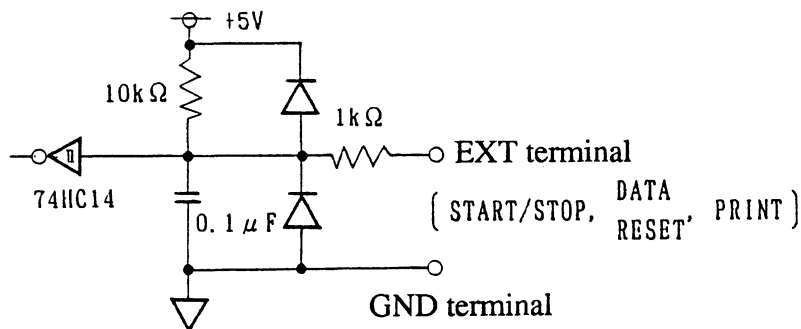 +5V
10kΩ
1kΩ
EXT terminal
74HC14
0.1μF
(START/STOP, DATA RESET, PRINT)
GND terminal